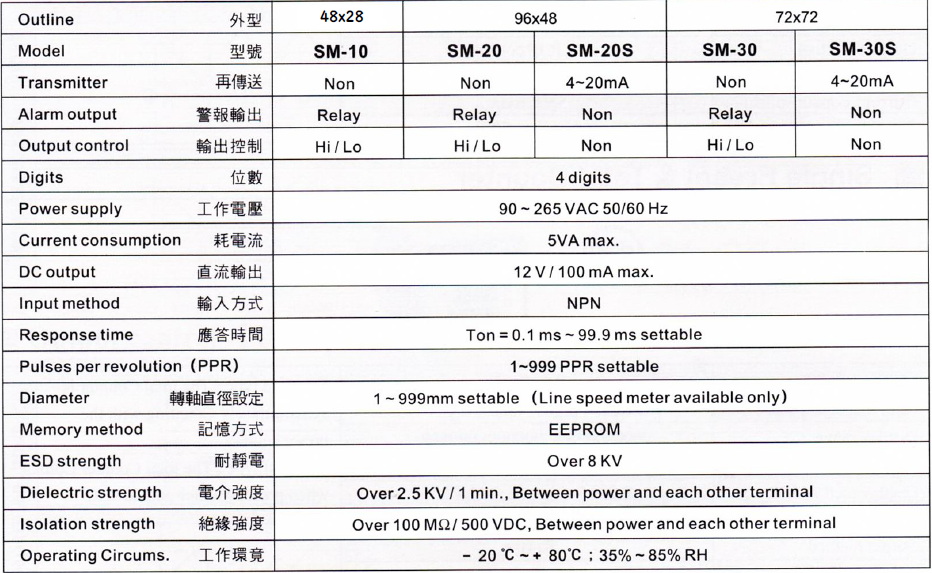 Outline 外型 48x28 96x48 72x72
Model 型號 SM-10 SM-20 SM-20S SM-30 SM-30S
Transmitter 再傳送 Non Non 4~20mA Non 4~20mA
Alarm output 警報輸出 Relay Relay Non Relay Non
Output control 輸出控制 Hi / Lo Hi / Lo Non Hi / Lo Non
Digits 位數 4 digits
Power supply 工作電壓 90 ~ 265 VAC 50/60 Hz
Current consumption 耗電流 5VA max.
DC output 直流輸出 12 V / 100 mA max.
Input method 輸入方式 NPN
Response time 應答時間 Ton = 0.1 ms ~ 99.9 ms settable
Pulses per revolution (PPR) 1~999 PPR settable
Diameter 轉軸直徑設定 1 ~ 999mm settable (Line speed meter available only)
Memory method 記憶方式 EEPROM
ESD strength 耐靜電 Over 8 KV
Dielectric strength 電介強度 Over 2.5 KV / 1 min., Between power and each other terminal
Isolation strength 絶緣強度 Over 100 MΩ / 500 VDC, Between power and each other terminal
Operating Circums. 工作環竟 − 20 ℃ ~ + 80℃ ; 35% ~ 85% RH